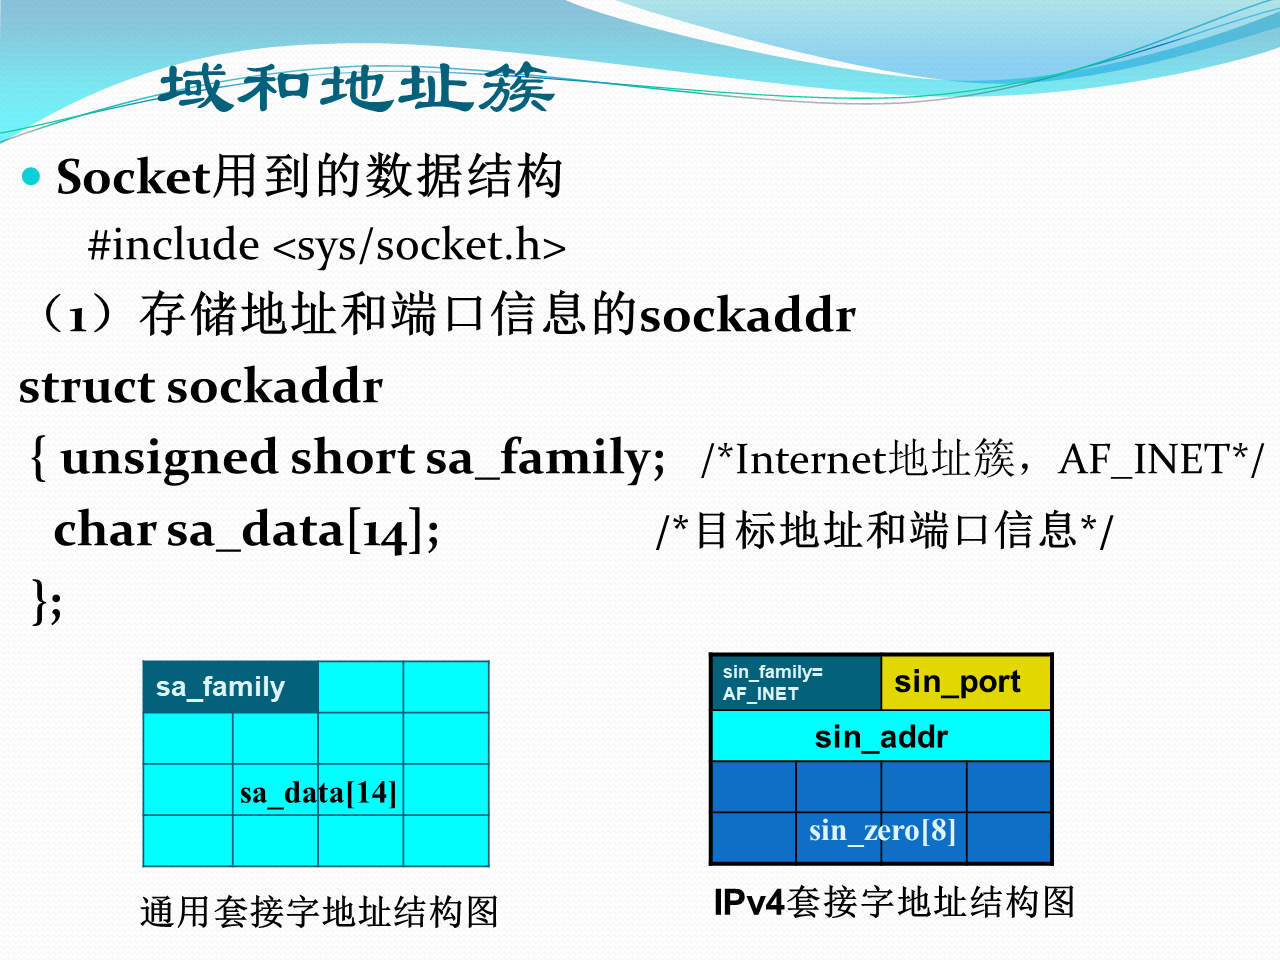 域和地址簇
Socket用到的数据结构
#include <sys/socket.h>
（1）存储地址和端口信息的sockaddr
struct sockaddr
{ unsigned short sa_family; /*Internet地址簇，AF_INET*/
char sa_data[14]; /*目标地址和端口信息*/
};
sa_family
sa_data[14]
通用套接字地址结构图
sin_family=
AF_INET
sin_port
sin_addr
sin_zero[8]
IPv4套接字地址结构图